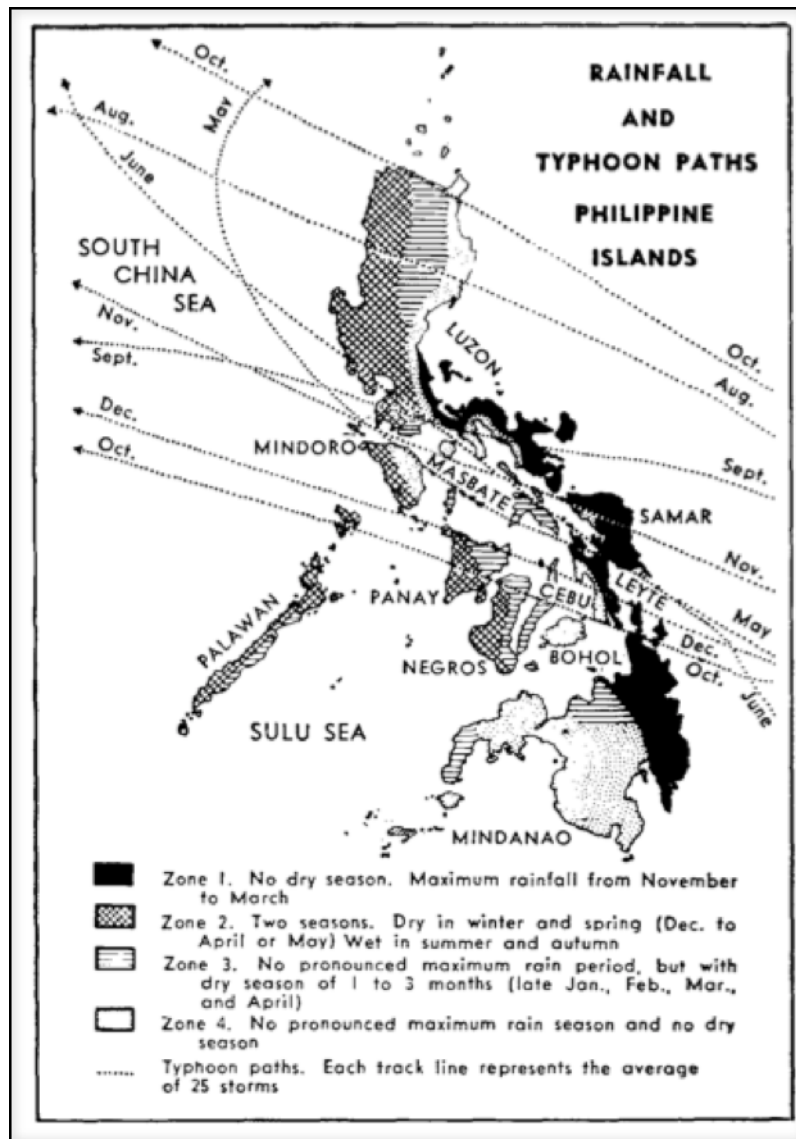 RAINFALL
AND
TYPHOON PATHS
PHILIPPINE
ISLANDS
Oct.
Aug.
May
June
SOUTH
CHINA
SEA
Nov.
Sept.
Dec.
Oct.
LUZON
Oct.
Aug.
Sept.
MINDORO
MASBATE
SAMAR
Nov.
LEYTE
May
PANAY
CEBU
Dec.
Oct.
June
PALAWAN
NEGROS
BOHOL
SULU SEA
MINDANAO
Zone 1. No dry season. Maximum rainfall from November
to March
Zone 2. Two seasons. Dry in winter and spring (Dec. to
April or May) Wet in summer and autumn
Zone 3. No pronounced maximum rain period, but with
dry season of 1 to 3 months (late Jan., Feb., Mar.,
and April)
Zone 4. No pronounced maximum rain season and no dry
season
Typhoon paths. Each track line represents the average
of 25 storms